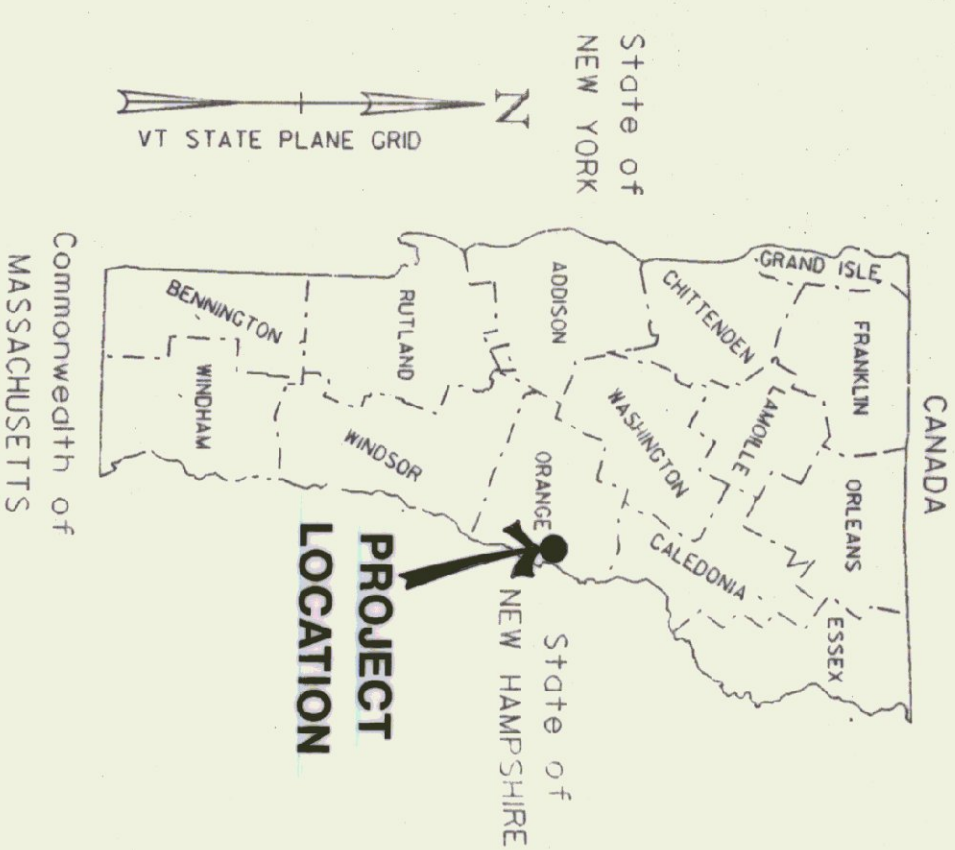 CANADA
State of
NEW YORK
N
VT STATE PLANE GRID
GRAND ISLE
FRANKLIN
ORLEANS
ESSEX
CHITTENDEN
LAMOILLE
CALEDONIA
WASHINGTON
ADDISON
ORANGE
State of
NEW HAMPSHIRE
PROJECT
LOCATION
RUTLAND
WINDSOR
BENNINGTON
WINDHAM
Commonwealth of
MASSACHUSETTS